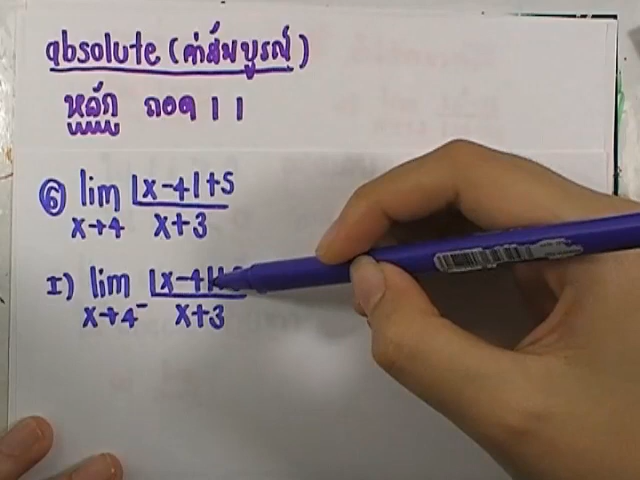 absolute (ค่าสัมบูรณ์)
หลัก ถอด | |
⑥ lim |x-4|+5
x→4 x+3
I) lim |x-4|+
x→4⁻ x+3